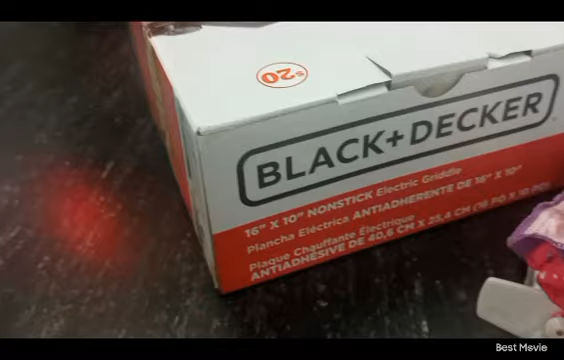 $20
BLACK+DECKER
16" X 10" NONSTICK Electric Griddle
Plancha Eléctrica ANTIADHERENTE DE 16" X 10"
Plaque Chauffante Électrique
ANTIADHÉSIVE DE 40,6 CM X 25,4 CM (16 PO X 10 PO)
Best Movie